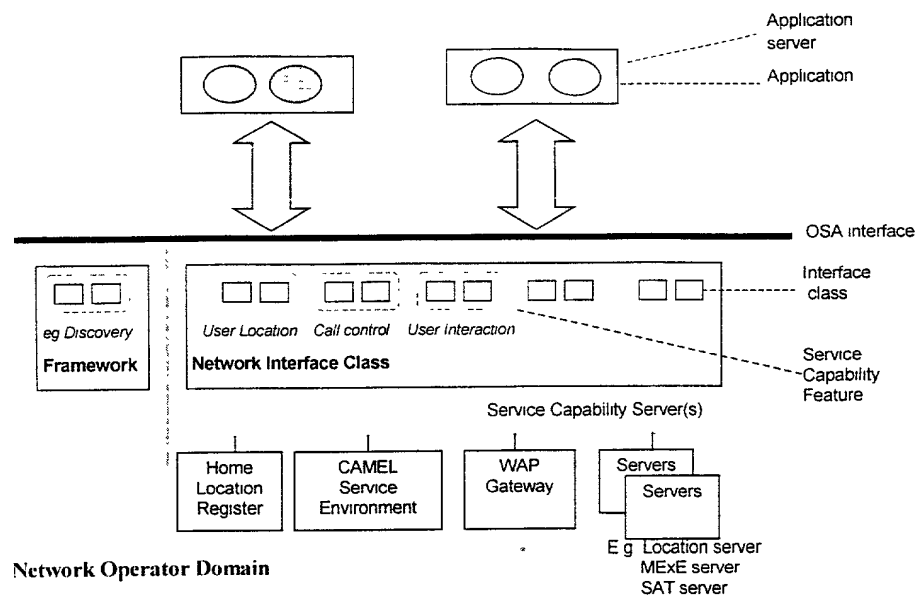 Application
server
Application
OSA interface
Interface
class
eg Discovery
User Location Call control User Interaction
Framework
Network Interface Class
Service
Capability
Feature
Service Capability Server(s)
Home
Location
Register
CAMEL
Service
Environment
WAP
Gateway
Servers
Servers
E g Location server
MExE server
SAT server
Network Operator Domain